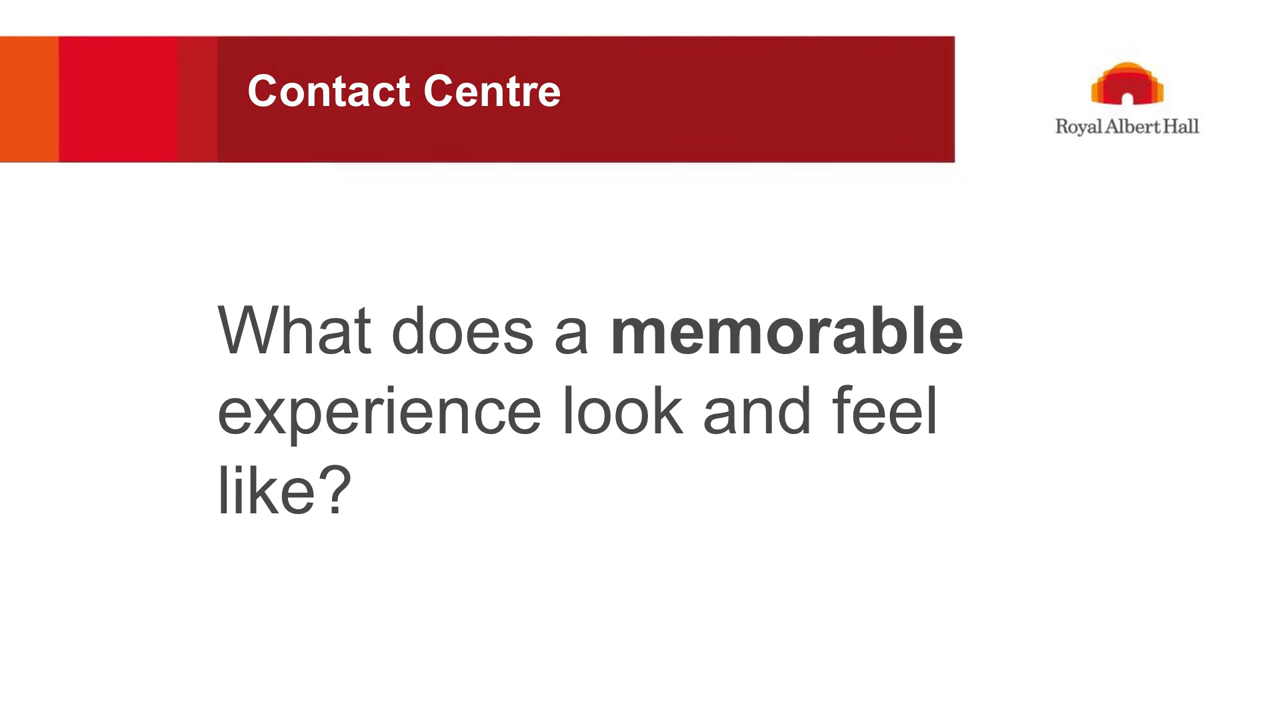 Contact Centre
Royal Albert Hall
What does a memorable
experience look and feel
like?